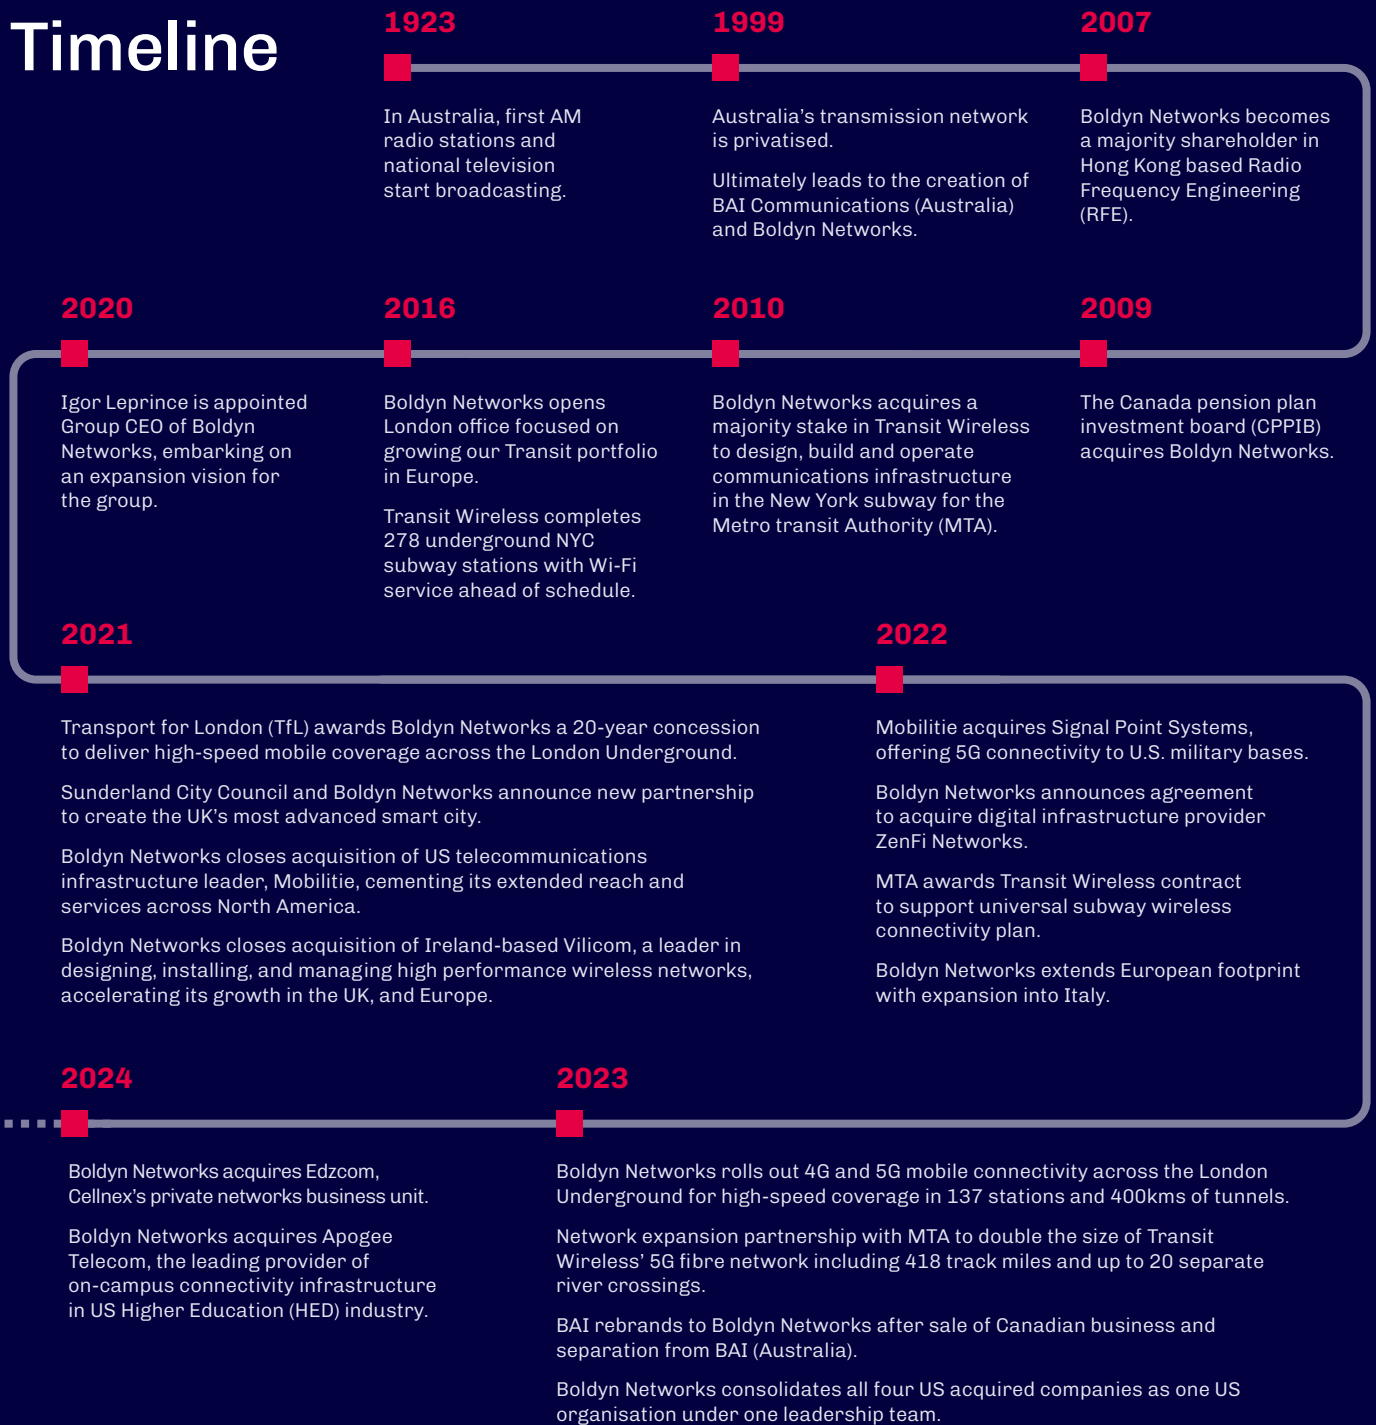 Timeline
1923
In Australia, first AM
radio stations and
national television
start broadcasting.
1999
Australia's transmission network
is privatised.
Ultimately leads to the creation of
BAI Communications (Australia)
and Boldyn Networks.
2007
Boldyn Networks becomes
a majority shareholder in
Hong Kong based Radio
Frequency Engineering
(RFE).
2009
The Canada pension plan
investment board (CPPIB)
acquires Boldyn Networks.
2010
Boldyn Networks acquires a
majority stake in Transit Wireless
to design, build and operate
communications infrastructure
in the New York subway for the
Metro transit Authority (MTA).
2016
Boldyn Networks opens
London office focused on
growing our Transit portfolio
in Europe.
Transit Wireless completes
278 underground NYC
subway stations with Wi-Fi
service ahead of schedule.
2020
Igor Leprince is appointed
Group CEO of Boldyn
Networks, embarking on
an expansion vision for
the group.
2021
Transport for London (TfL) awards Boldyn Networks a 20-year concession
to deliver high-speed mobile coverage across the London Underground.
Sunderland City Council and Boldyn Networks announce new partnership
to create the UK's most advanced smart city.
Boldyn Networks closes acquisition of US telecommunications
infrastructure leader, Mobilitie, cementing its extended reach and
services across North America.
Boldyn Networks closes acquisition of Ireland-based Vilicom, a leader in
designing, installing, and managing high performance wireless networks,
accelerating its growth in the UK, and Europe.
2022
Mobilitie acquires Signal Point Systems,
offering 5G connectivity to U.S. military bases.
Boldyn Networks announces agreement
to acquire digital infrastructure provider
ZenFi Networks.
MTA awards Transit Wireless contract
to support universal subway wireless
connectivity plan.
Boldyn Networks extends European footprint
with expansion into Italy.
2023
Boldyn Networks rolls out 4G and 5G mobile connectivity across the London
Underground for high-speed coverage in 137 stations and 400kms of tunnels.
Network expansion partnership with MTA to double the size of Transit
Wireless' 5G fibre network including 418 track miles and up to 20 separate
river crossings.
BAI rebrands to Boldyn Networks after sale of Canadian business and
separation from BAI (Australia).
Boldyn Networks consolidates all four US acquired companies as one US
organisation under one leadership team.
2024
Boldyn Networks acquires Edzcom,
Cellnex's private networks business unit.
Boldyn Networks acquires Apogee
Telecom, the leading provider of
on-campus connectivity infrastructure
in US Higher Education (HED) industry.